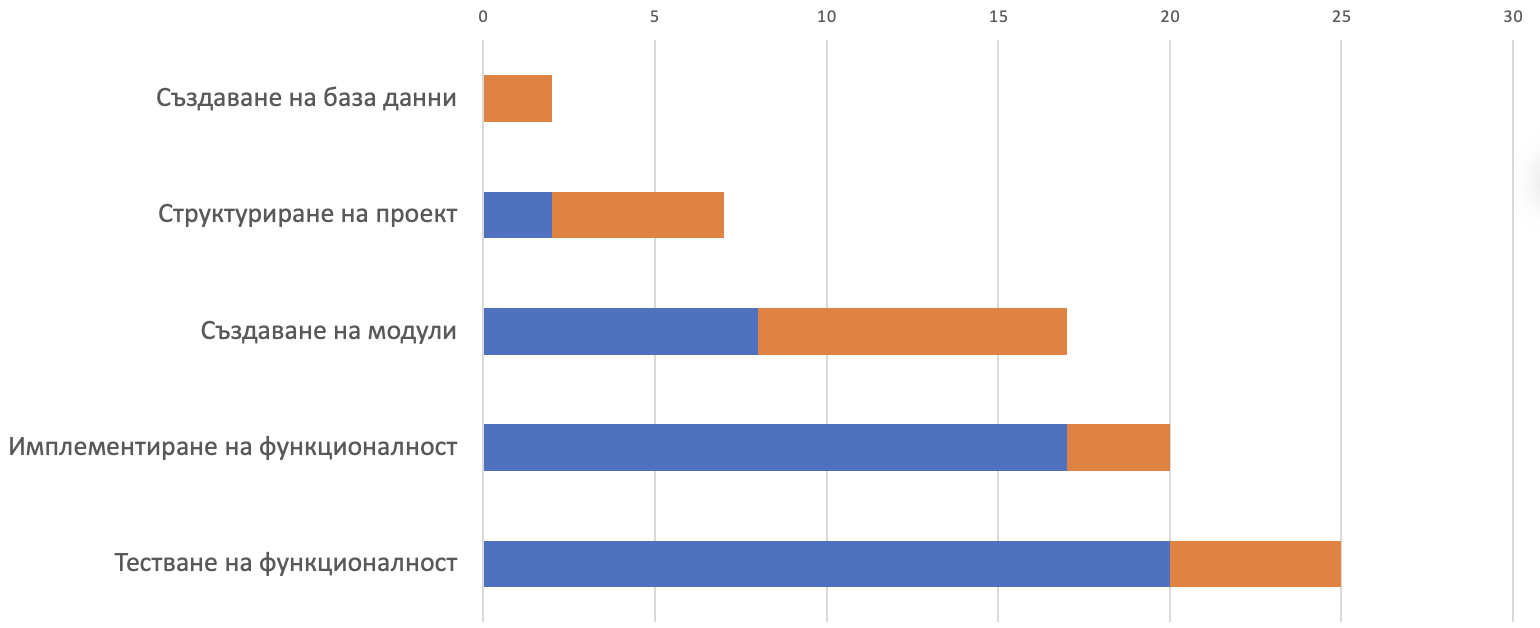 0 5 10 15 20 25 30
Създаване на база данни
Структуриране на проект
Създаване на модули
Имплементиране на функционалност
Тестване на функционалност